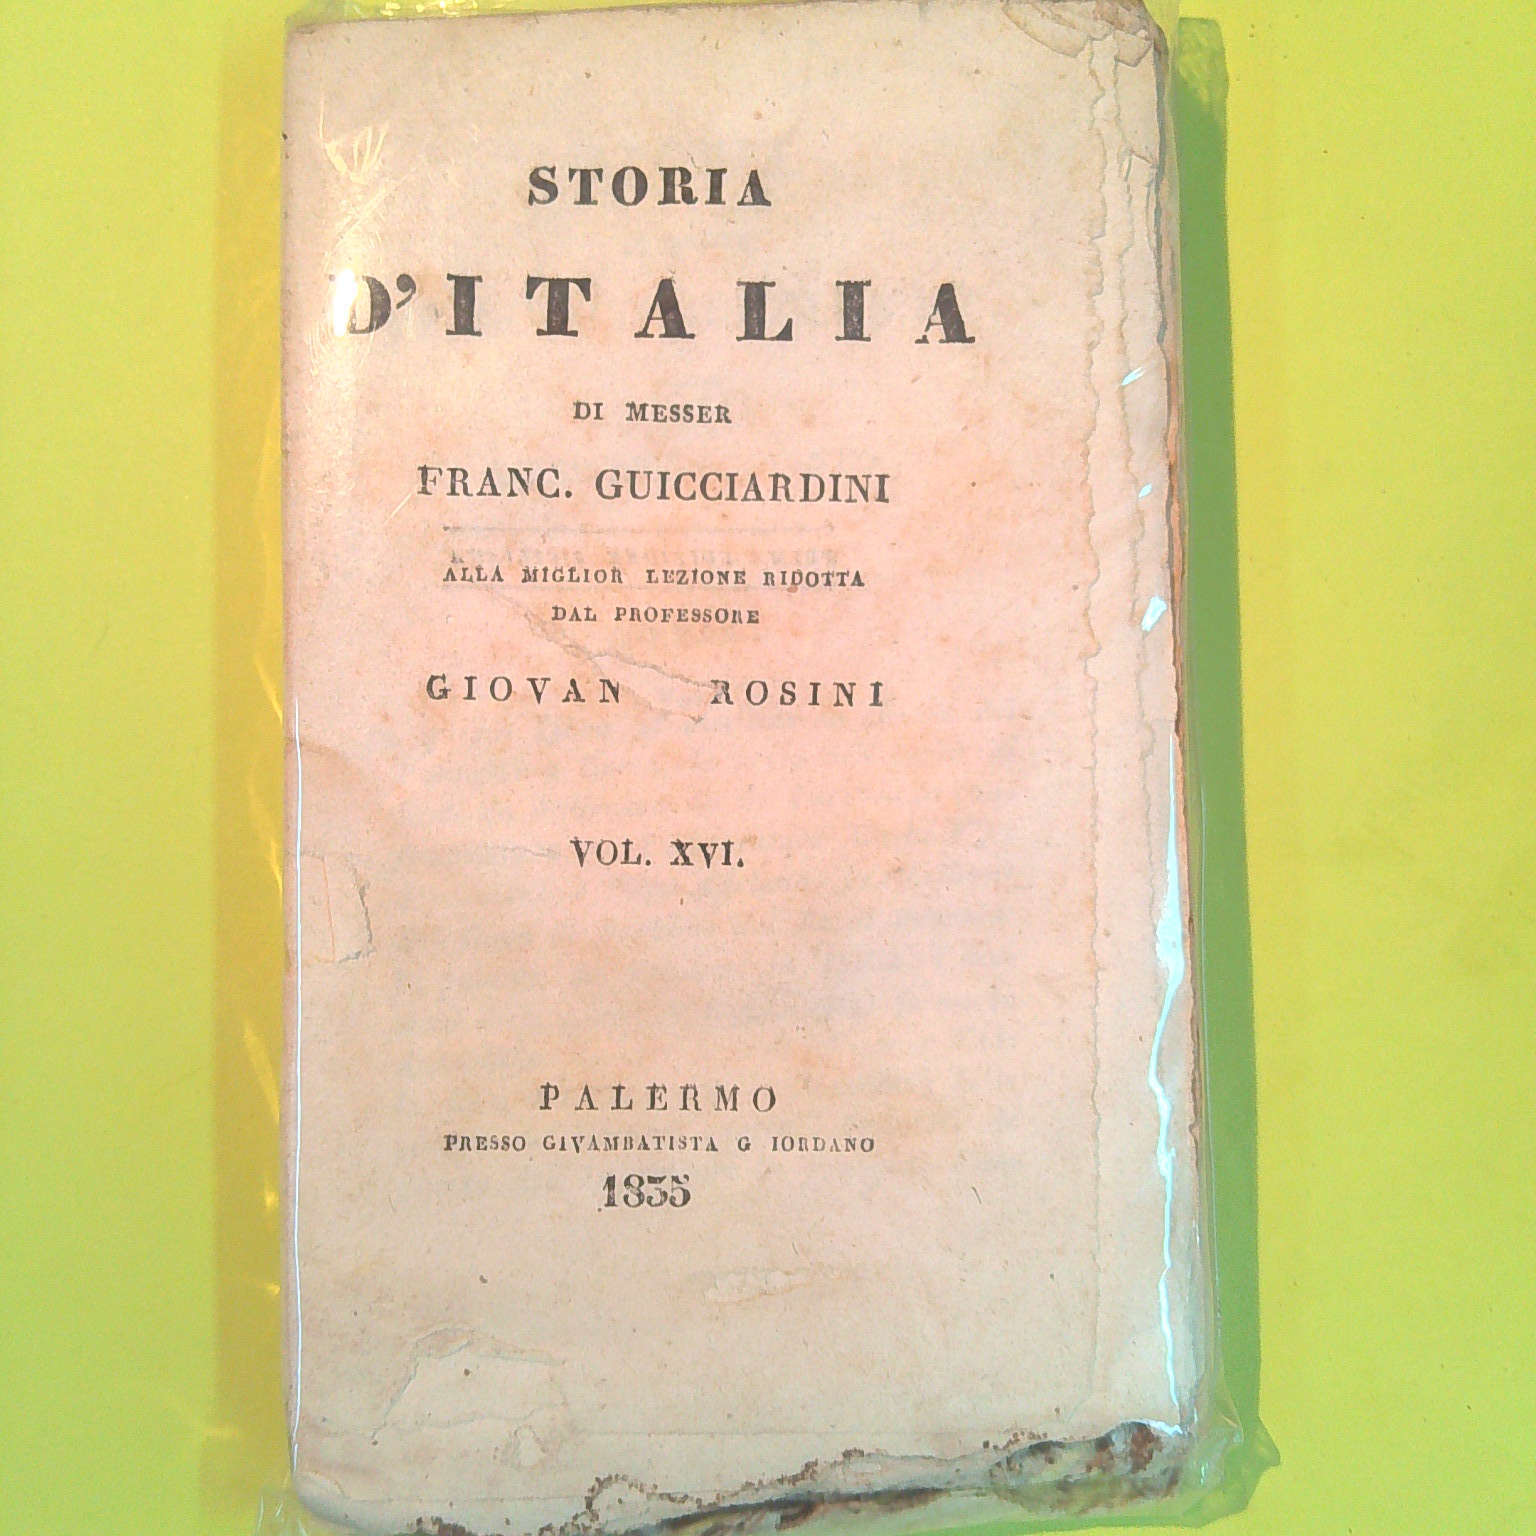 STORIA
D'ITALIA
DI MESSER
FRANC. GUICCIARDINI
ALLA MIGLIOR LEZIONE RIDOTTA
DAL PROFESSORE
GIOVAN ROSINI
VOL. XVI.
PALERMO
PRESSO GIVAMBATISTA G IORDANO
1835